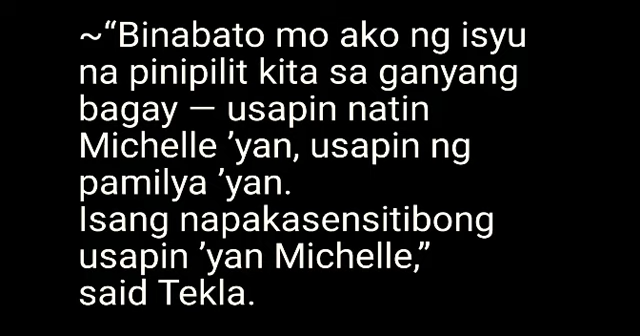 ~“Binabato mo ako ng isyu
na pinipilit kita sa ganyang
bagay — usapin natin
Michelle ’yan, usapin ng
pamilya ’yan.
Isang napakasensitibong
usapin ’yan Michelle,”
said Tekla.